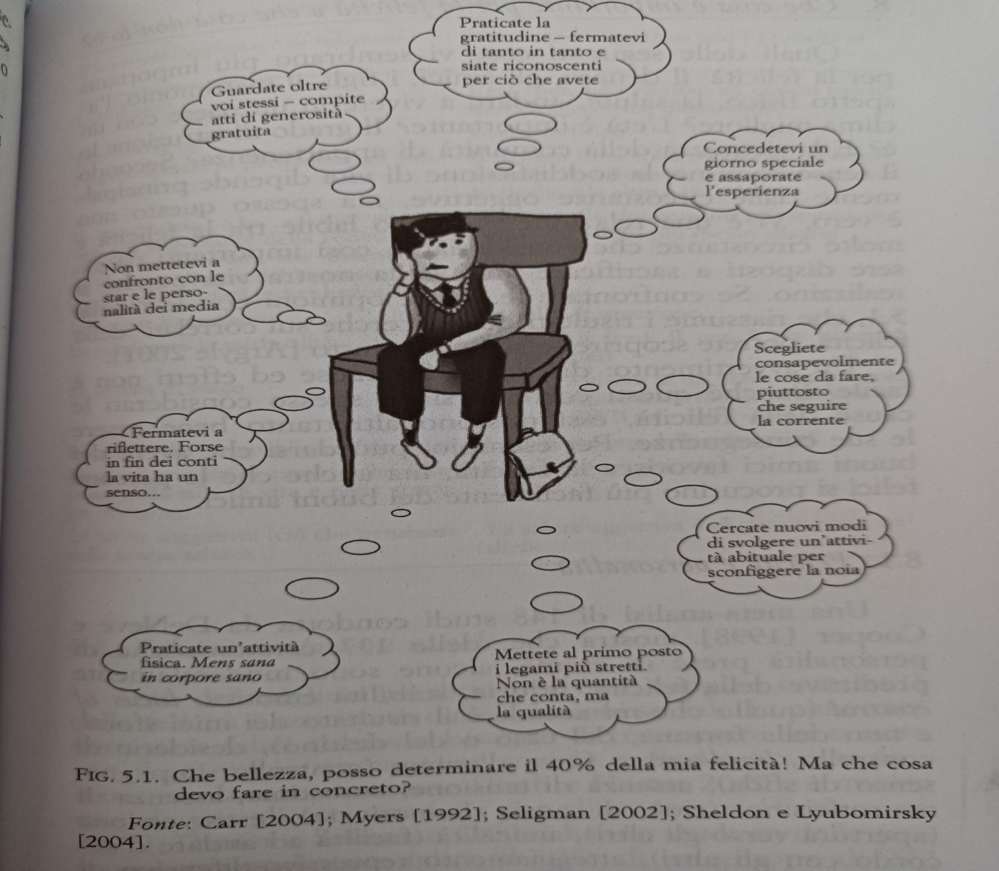 Praticate la
gratitudine – fermatevi
di tanto in tanto e
siate riconoscenti
per ciò che avete
Guardate oltre
voi stessi – compite
atti di generosità
gratuita
Concedetevi un
giorno speciale
e assaporate
l'esperienza
Non mettetevi a
confronto con le
star e le perso-
nalità dei media
Scegliete
consapevolmente
le cose da fare,
piuttosto
che seguire
la corrente
Fermatevi a
riflettere. Forse
in fin dei conti
la vita ha un
senso...
Cercate nuovi modi
di svolgere un'attivi-
tà abituale per
sconfiggere la noia
Praticate un'attività
fisica. Mens sana
in corpore sano
Mettete al primo posto
i legami più stretti.
Non è la quantità
che conta, ma
la qualità
FIG. 5.1. Che bellezza, posso determinare il 40% della mia felicità! Ma che cosa
devo fare in concreto?
Fonte: Carr [2004]; Myers [1992]; Seligman [2002]; Sheldon e Lyubomirsky
[2004].